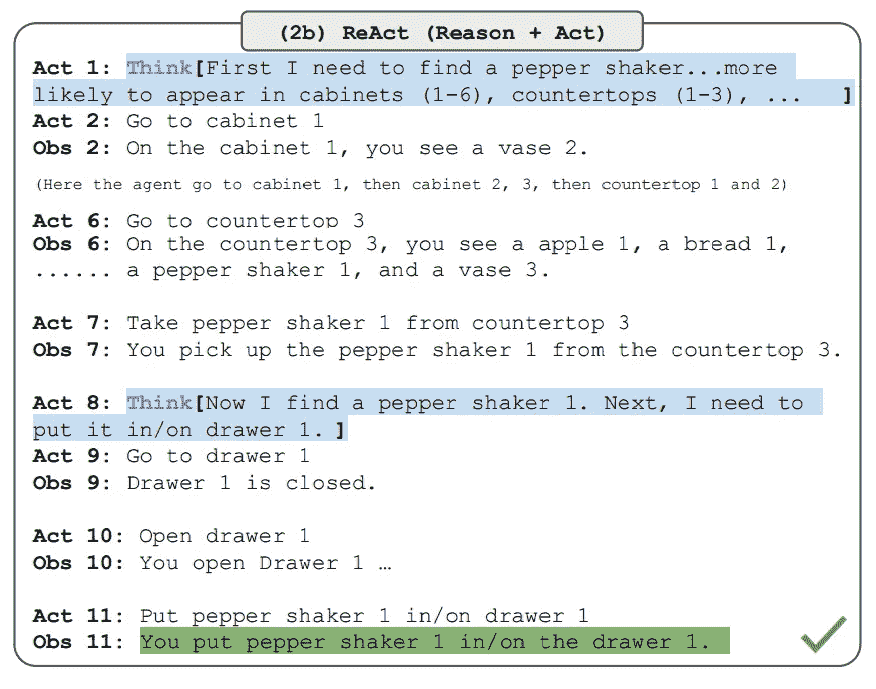 (2b) ReAct (Reason + Act)
Act 1: Think[First I need to find a pepper shaker...more
likely to appear in cabinets (1-6), countertops (1-3), ... ]
Act 2: Go to cabinet 1
Obs 2: On the cabinet 1, you see a vase 2.
(Here the agent go to cabinet 1, then cabinet 2, 3, then countertop 1 and 2)
Act 6: Go to countertop 3
Obs 6: On the countertop 3, you see a apple 1, a bread 1,
...... a pepper shaker 1, and a vase 3.
Act 7: Take pepper shaker 1 from countertop 3
Obs 7: You pick up the pepper shaker 1 from the countertop 3.
Act 8: Think[Now I find a pepper shaker 1. Next, I need to
put it in/on drawer 1. ]
Act 9: Go to drawer 1
Obs 9: Drawer 1 is closed.
Act 10: Open drawer 1
Obs 10: You open Drawer 1 …
Act 11: Put pepper shaker 1 in/on drawer 1
Obs 11: You put pepper shaker 1 in/on the drawer 1.